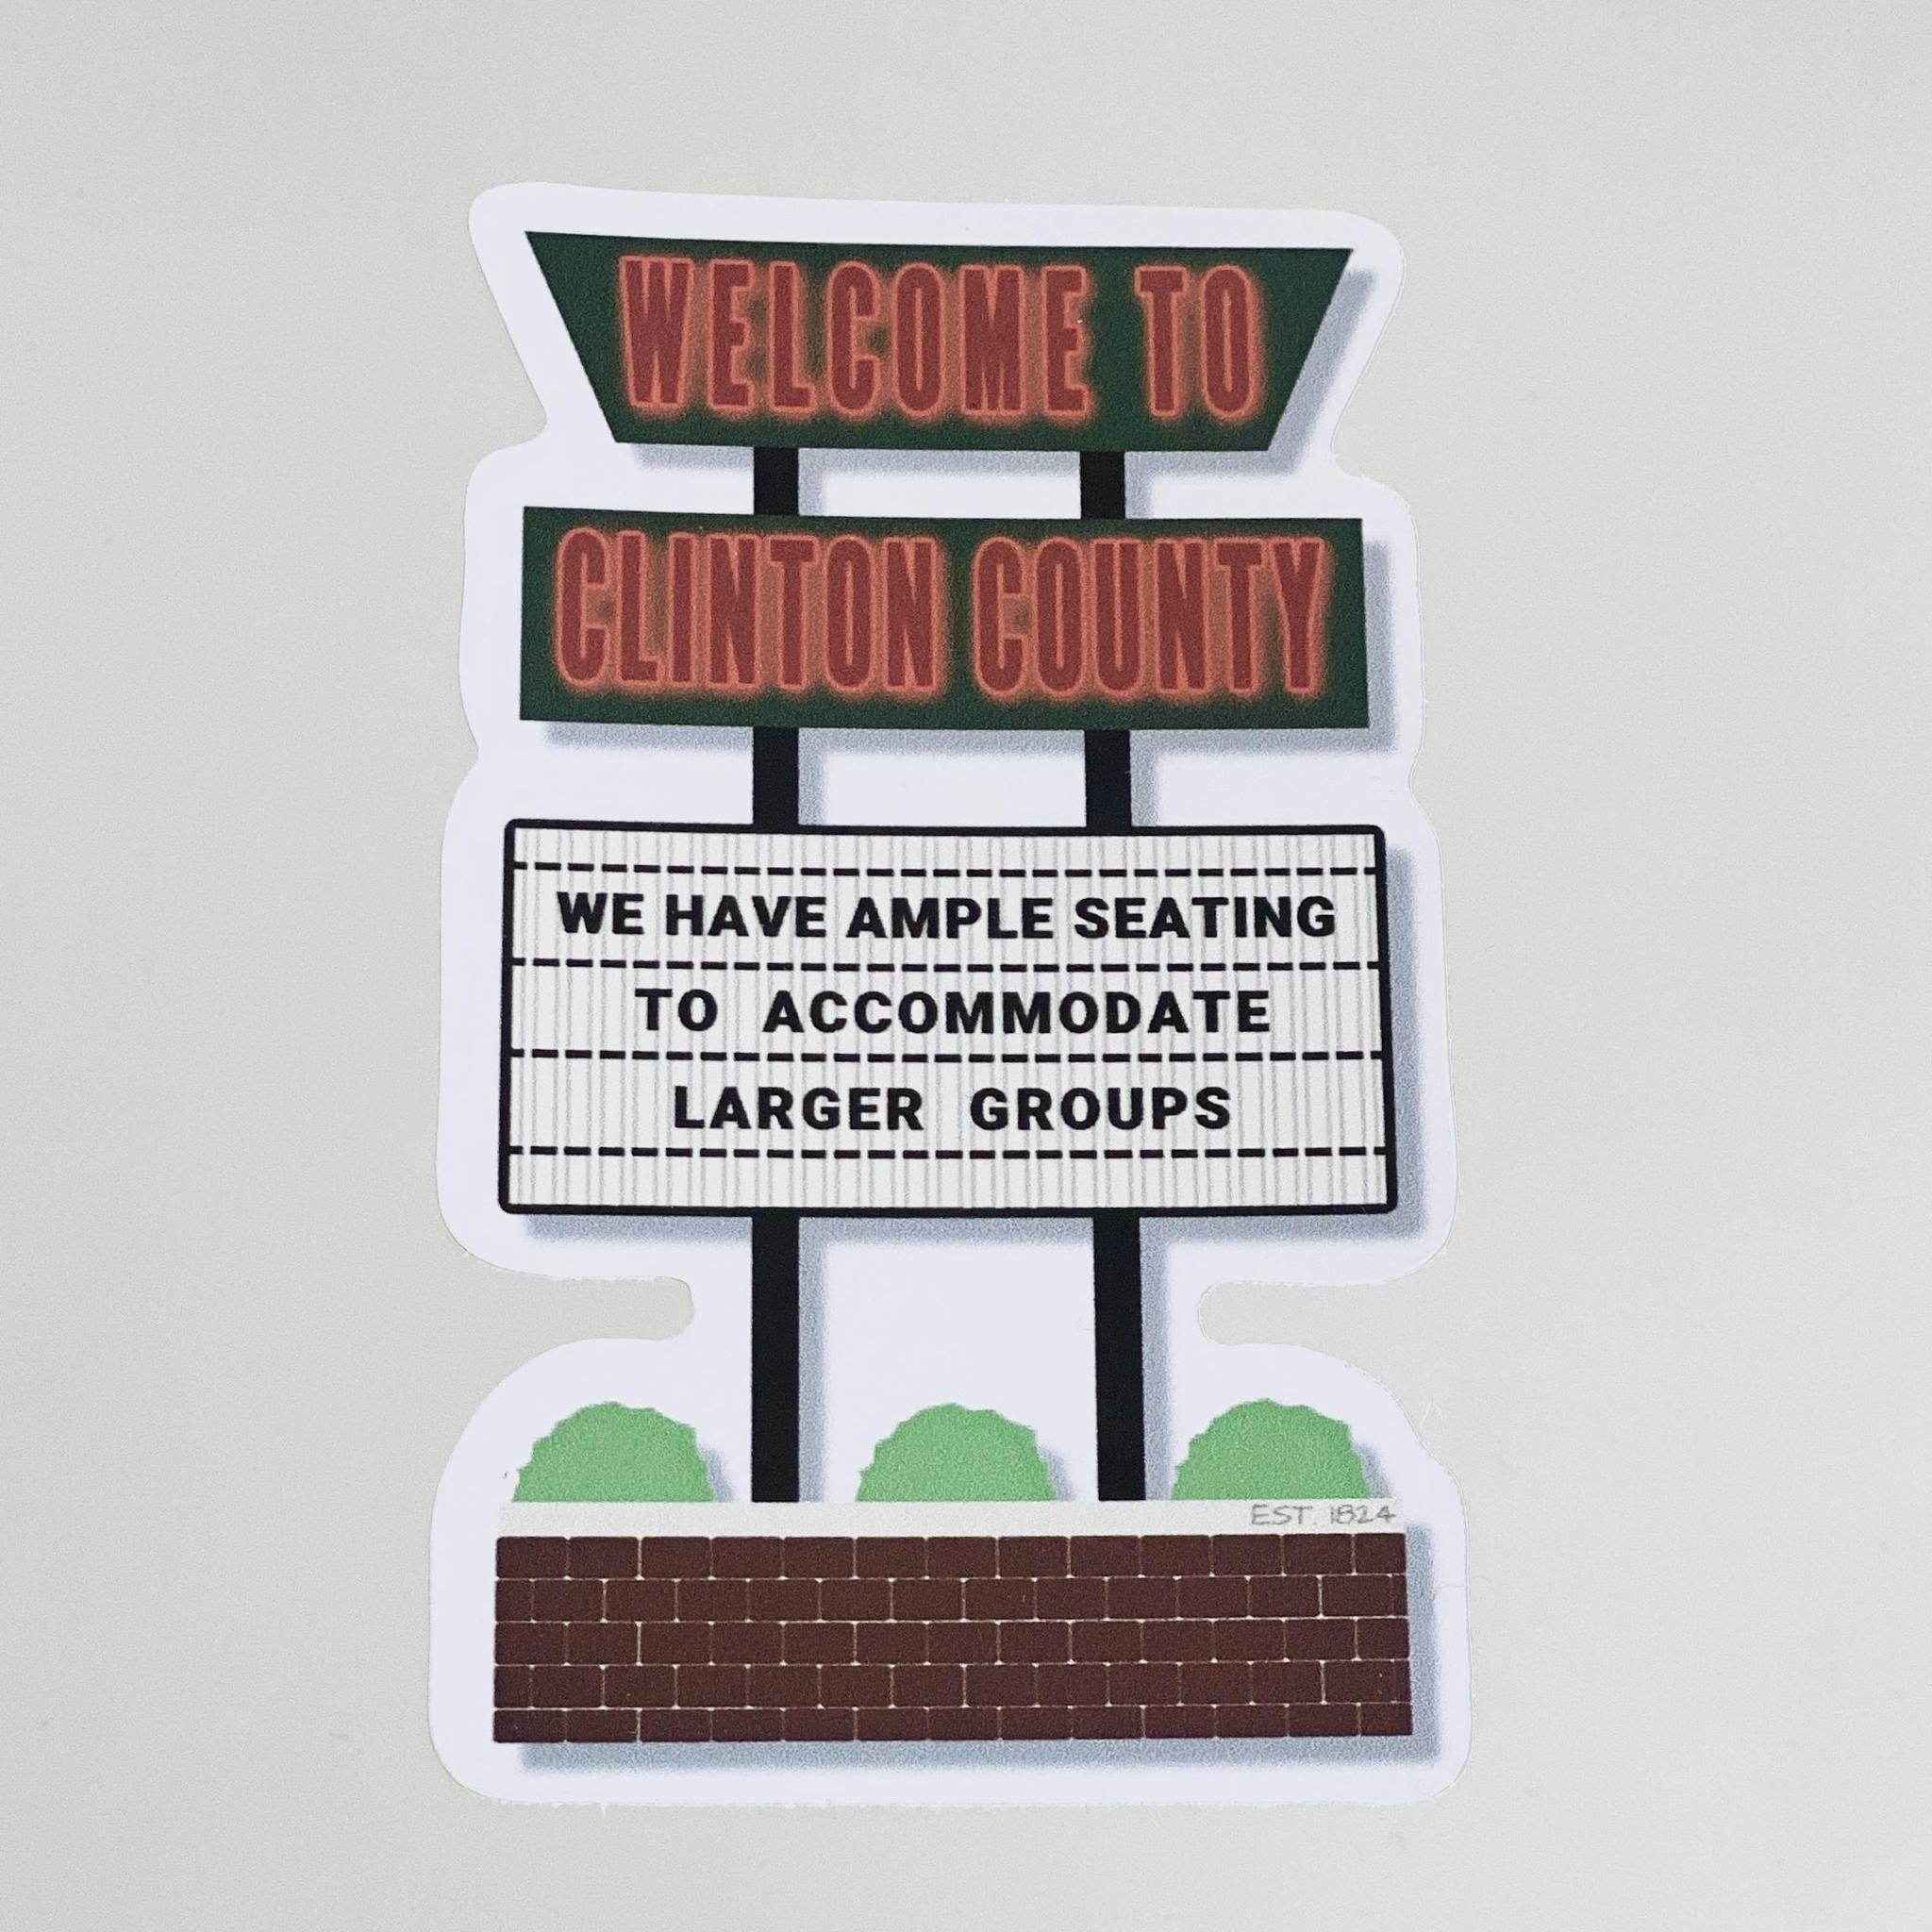 WELCOME TO
CLINTON COUNTY
WE HAVE AMPLE SEATING
TO ACCOMMODATE
LARGER GROUPS
EST. 1824